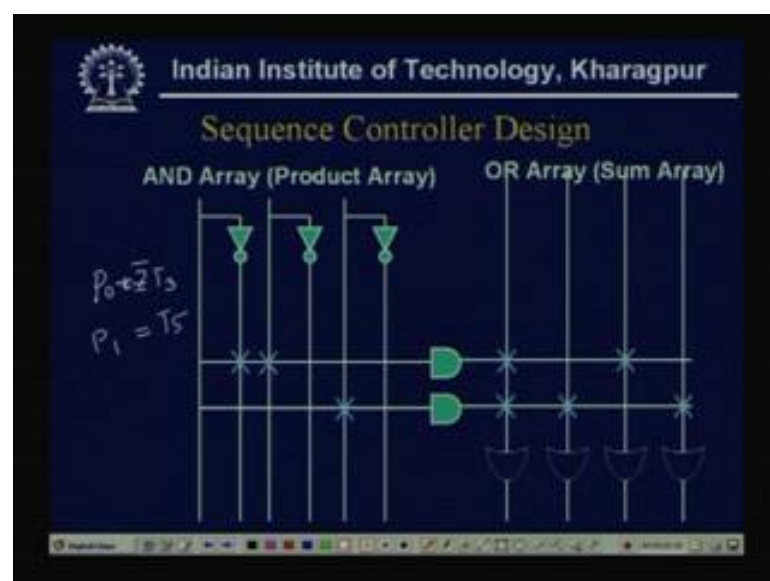 Indian Institute of Technology, Kharagpur
Sequence Controller Design
AND Array (Product Array)
OR Array (Sum Array)
P₁ = T5